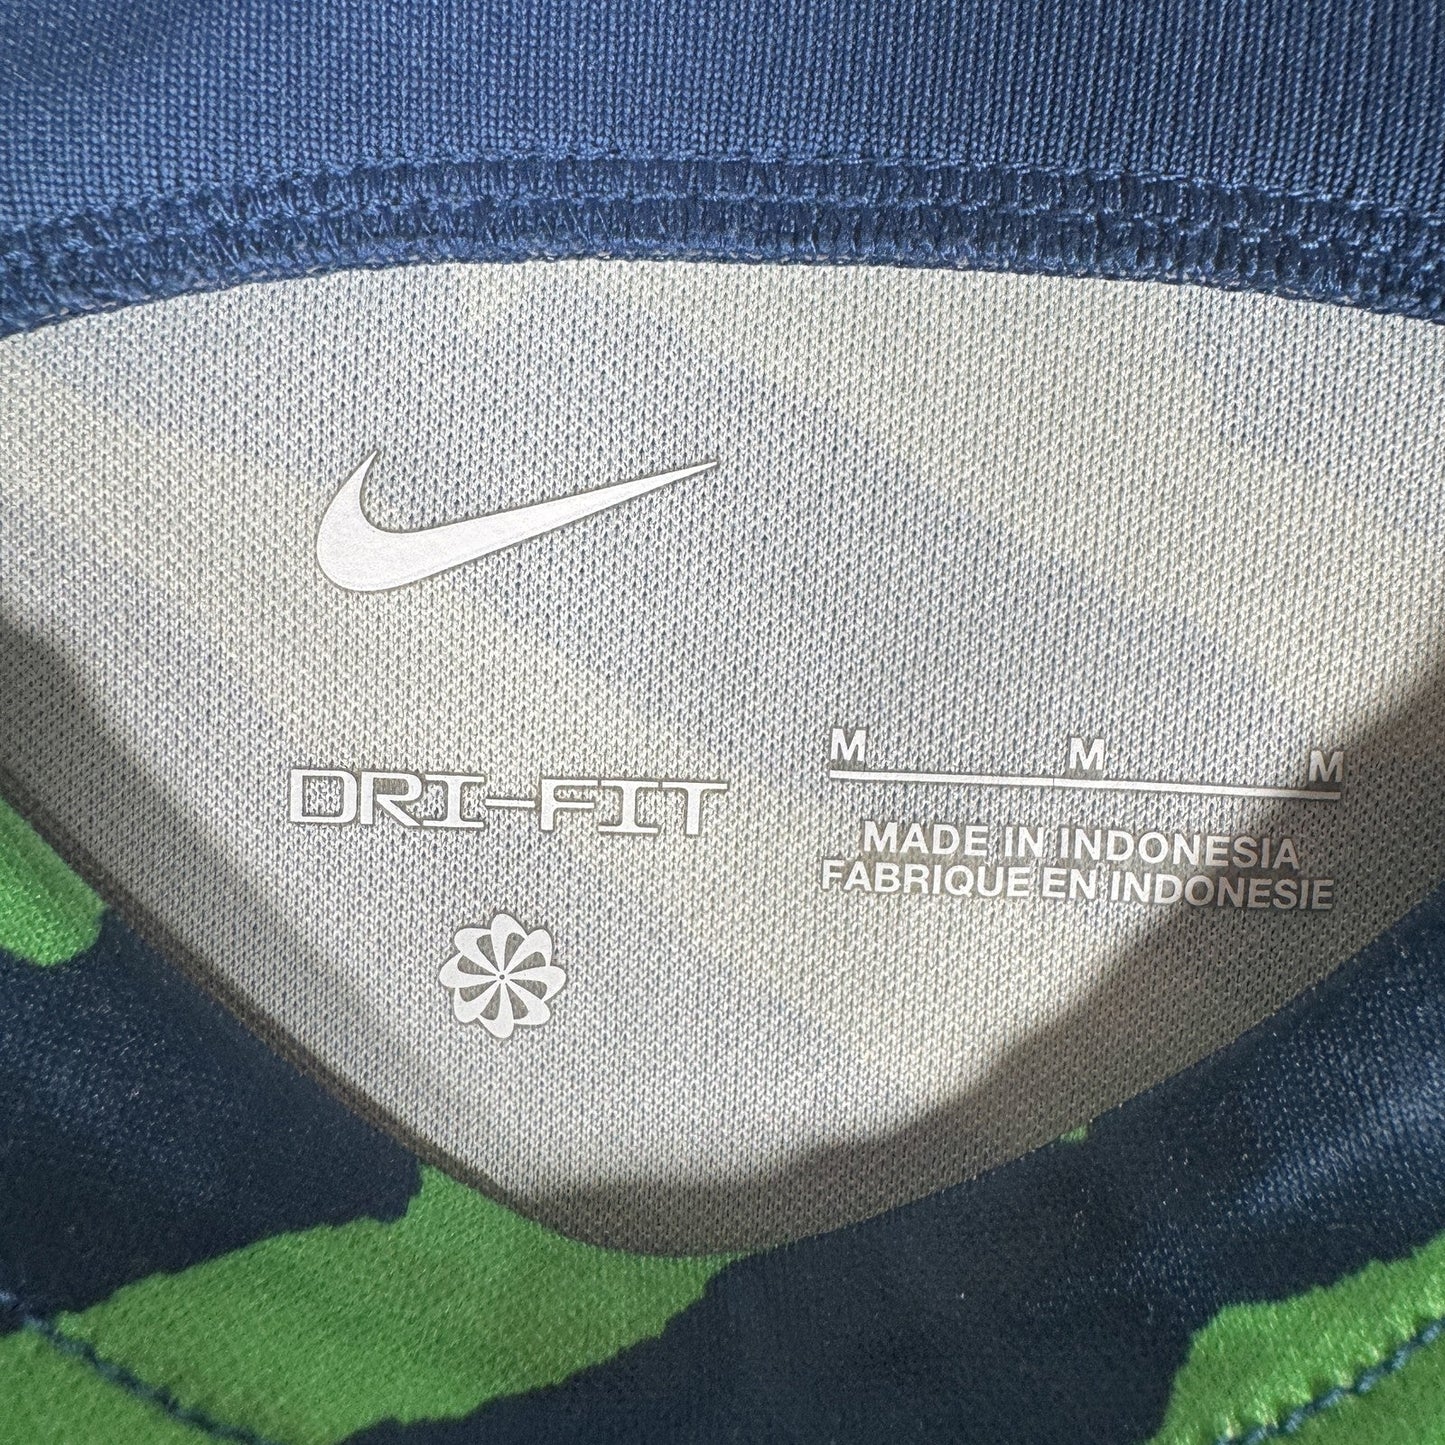 DRI-FIT
M M M
MADE IN INDONESIA
FABRIQUE EN INDONESIE